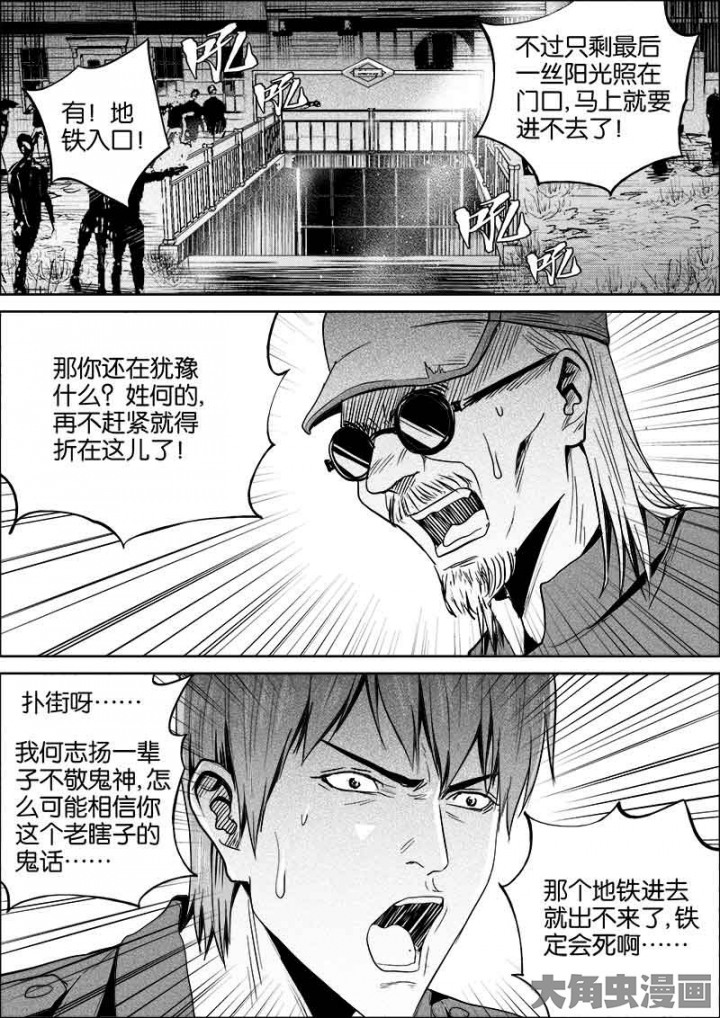 有！地
铁入口！
吼
吼
不过只剩最后
一丝阳光照在
门口，马上就要
进不去了！
吼
吼
那你还在犹豫
什么？姓何的，
再不赶紧就得
折在这儿了！
扑街呀……
我何志扬一辈
子不敬鬼神，怎
么可能相信你
这个老瞎子的
鬼话……
那个地铁进去
就出不来了，铁
定会死啊……
大角虫漫画